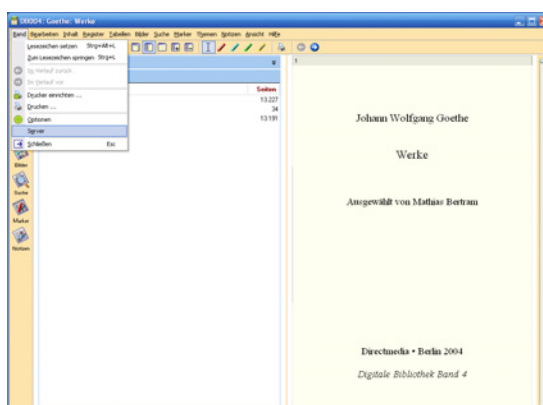 DB004: Goethe: Werke
Band Bearbeiten Inhalt Register Tabellen Bilder Suche Marker Themen Notizen Ansicht Hilfe
Lesezeichen setzen Strg+Alt+L
Zum Lesezeichen springen Strg+L
Im Verlauf zurück
Im Verlauf vor
Drucker einrichten ...
Drucken ...
Optionen
Server
Schließen Esc
Seiten
13.227
34
13.191
Bilder
Suche
Marker
Notizen
1
Johann Wolfgang Goethe
Werke
Ausgewählt von Mathias Bertram
Directmedia • Berlin 2004
Digitale Bibliothek Band 4